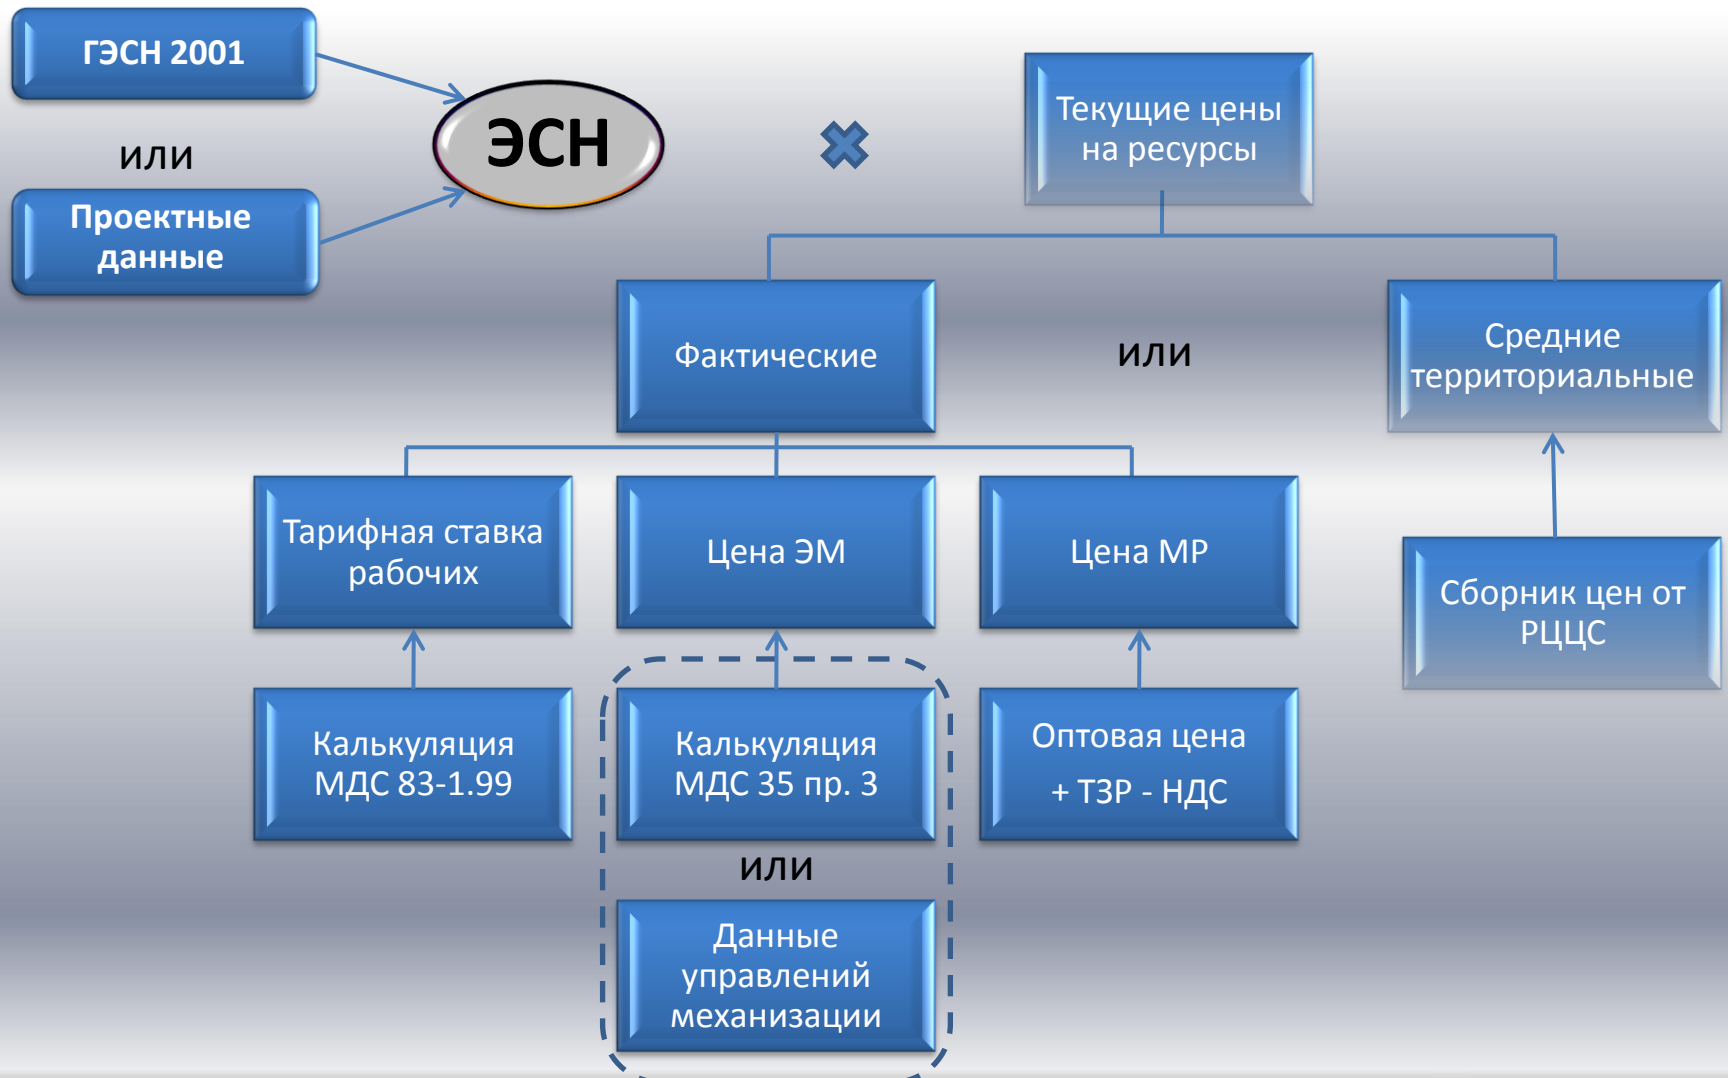 ГЭСН 2001
или
Проектные
данные
ЭСН
Текущие цены
на ресурсы
Фактические
или
Средние
территориальные
Тарифная ставка
рабочих
Цена ЭМ
Цена МР
Сборник цен от
РЦЦС
Калькуляция
МДС 83-1.99
Калькуляция
МДС 35 пр. 3
Оптовая цена
+ ТЗР - НДС
или
Данные
управлений
механизации